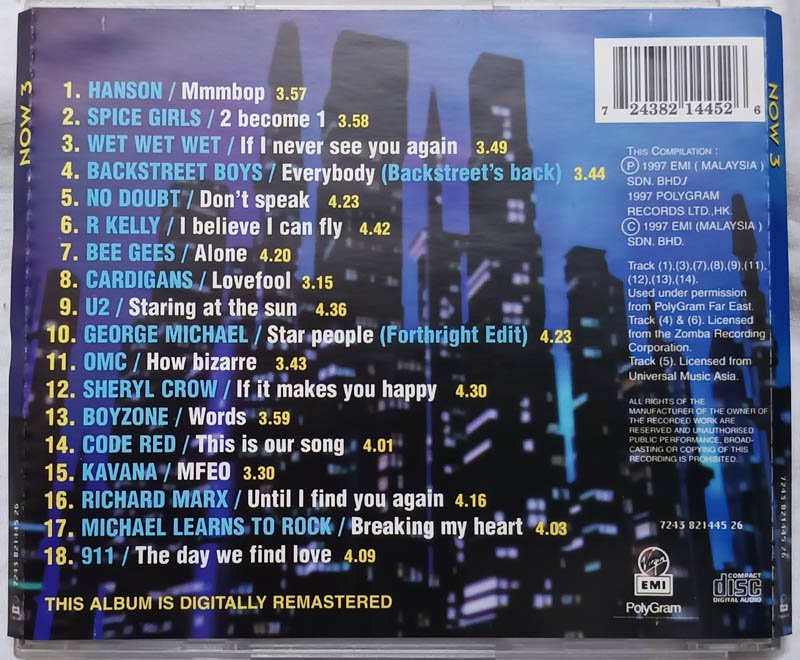 1. HANSON / Mmmbop 3.57
2. SPICE GIRLS / 2 become 1 3.58
3. WET WET WET / If I never see you again 3.49
4. BACKSTREET BOYS / Everybody (Backstreet's back) 3.44
5. NO DOUBT / Don't speak 4.23
6. R KELLY / I believe I can fly 4.42
7. BEE GEES / Alone 4.20
8. CARDIGANS / Lovefool 3.15
9. U2 / Staring at the sun 4.36
10. GEORGE MICHAEL / Star people (Forthright Edit) 4.23
11. OMC / How bizarre 3.43
12. SHERYL CROW / If it makes you happy 4.30
13. BOYZONE / Words 3.59
14. CODE RED / This is our song 4.01
15. KAVANA / MFEO 3.30
16. RICHARD MARX / Until I find you again 4.16
17. MICHAEL LEARNS TO ROCK / Breaking my heart 4.03
18. 911 / The day we find love 4.09
THIS ALBUM IS DIGITALLY REMASTERED
7 24382 14452 6
THIS COMPILATION :
Ⓟ 1997 EMI ( MALAYSIA )
SDN. BHD./
1997 POLYGRAM
RECORDS LTD.,HK.
© 1997 EMI (MALAYSIA )
SDN. BHD.
Track (1),(3),(7),(8),(9),(11),
(12),(13),(14).
Used under permission
from PolyGram Far East.
Track (4) & (6). Licensed
from the Zomba Recording
Corporation.
Track (5). Licensed from
Universal Music Asia.
ALL RIGHTS OF THE
MANUFACTURER OF THE OWNER OF
THE RECORDED WORK ARE
RESERVED AND UNAUTHORISED
PUBLIC PERFORMANCE, BROAD-
CASTING OR COPYING OF THIS
RECORDING IS PROHIBITED.
7243 821445 26
Virgin
EMI
PolyGram
COMPACT
disc
DIGITAL AUDIO
NOW 3
7243 821445 26
NOW 3
7243 821445 26